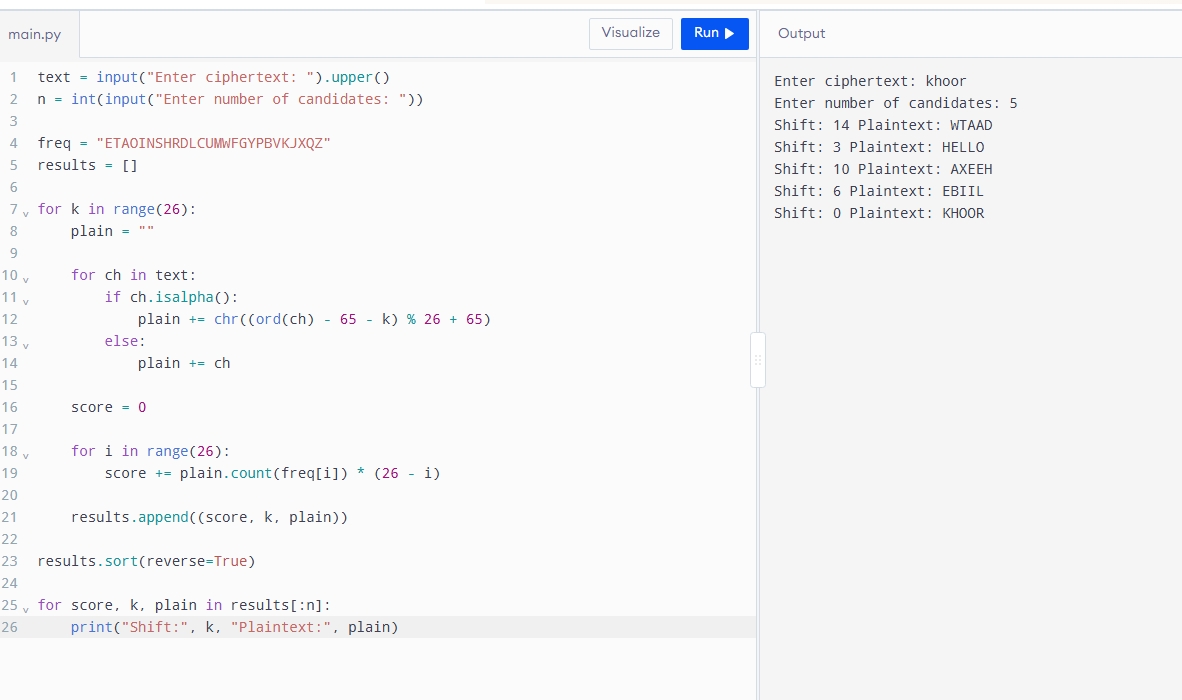 main.py
Visualize
Run
Output
1 text = input("Enter ciphertext: ").upper()
2 n = int(input("Enter number of candidates: "))
3
4 freq = "ETAOINSHRDLCUMWFGYPBVKJXQZ"
5 results = []
6
7 for k in range(26):
8     plain = ""
9
10     for ch in text:
11         if ch.isalpha():
12             plain += chr((ord(ch) - 65 - k) % 26 + 65)
13         else:
14             plain += ch
15
16     score = 0
17
18     for i in range(26):
19         score += plain.count(freq[i]) * (26 - i)
20
21     results.append((score, k, plain))
22
23 results.sort(reverse=True)
24
25 for score, k, plain in results[:n]:
26     print("Shift:", k, "Plaintext:", plain)
Enter ciphertext: khoor
Enter number of candidates: 5
Shift: 14 Plaintext: WTAAD
Shift: 3 Plaintext: HELLO
Shift: 10 Plaintext: AXEEH
Shift: 6 Plaintext: EBIIL
Shift: 0 Plaintext: KHOOR